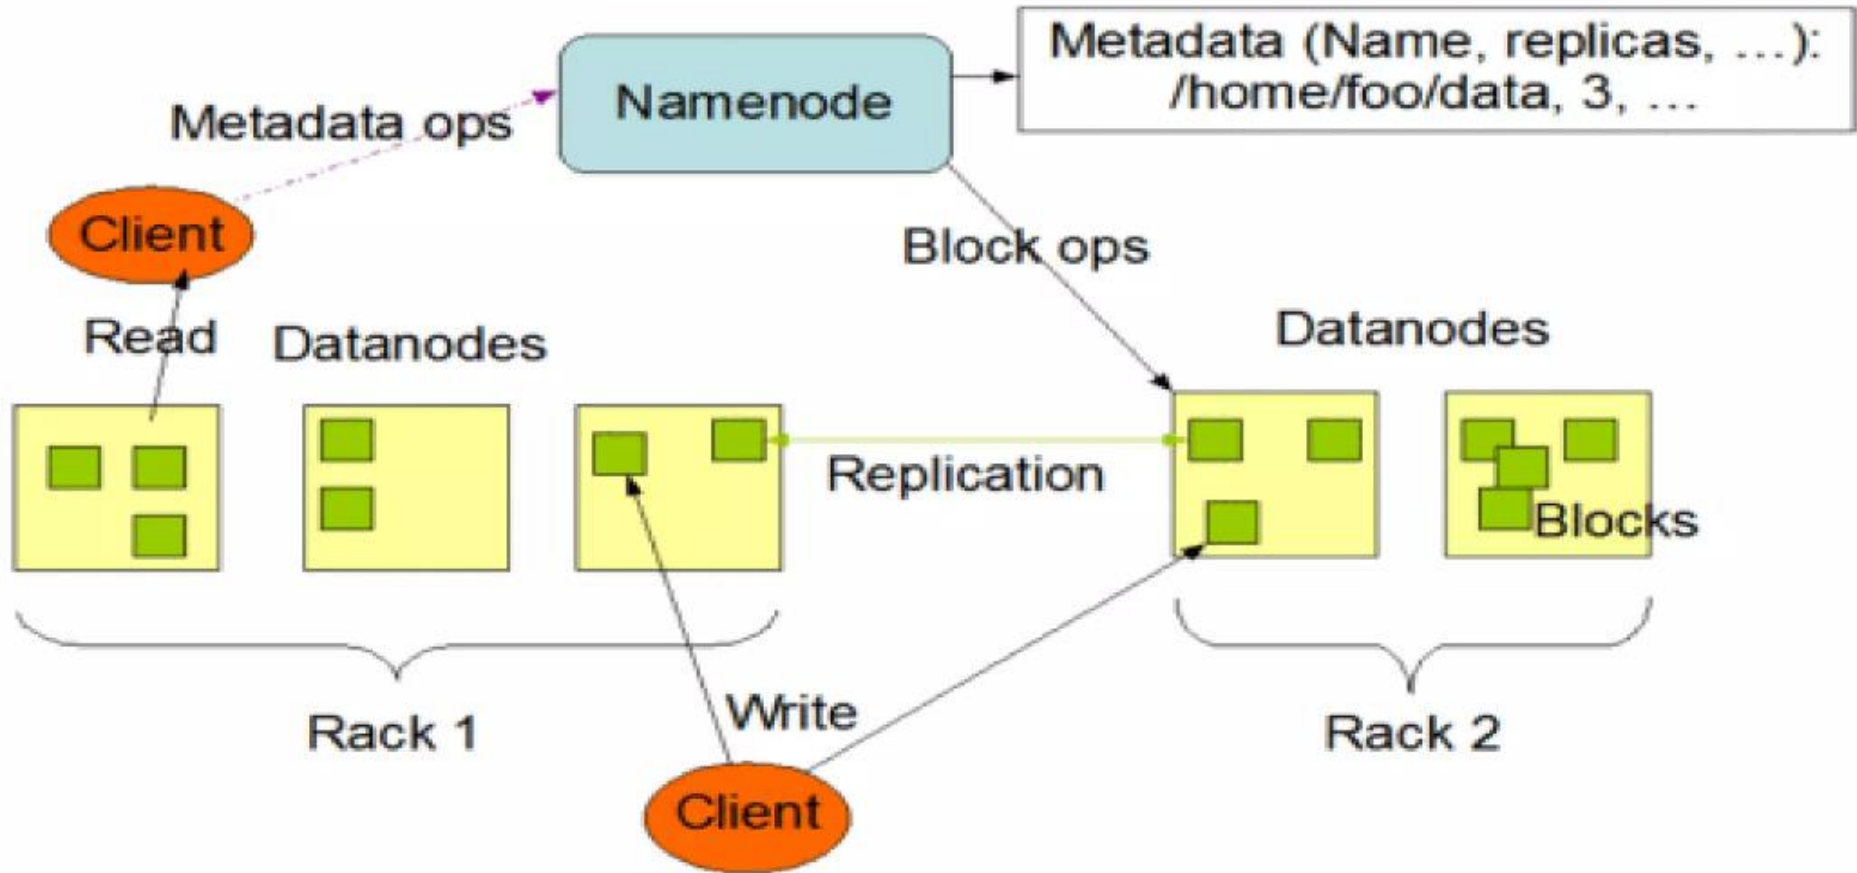 Metadata (Name, replicas, ...):
/home/foo/data, 3, ...
Namenode
Metadata ops
Client
Block ops
Read
Datanodes
Datanodes
Replication
Blocks
Rack 1
Write
Rack 2
Client